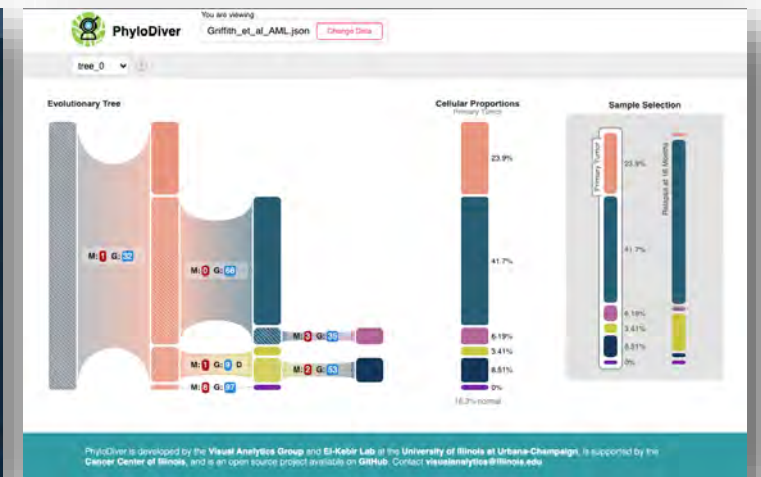 You are viewing
PhyloDiver
Griffith_et_al_AML.json
Change Data
tree_0
Evolutionary Tree
M: 1 G: 32
M: 0 G: 66
M: 3 G: 35
M: 1 G: 9 D
M: 2 G: 53
M: 6 G: 97
Cellular Proportions
Primary Tumor
23.9%
41.7%
6.19%
3.41%
8.51%
0%
16.3% normal
Sample Selection
Primary Tumor
23.9%
41.7%
6.19%
3.41%
8.51%
0%
Relapse at 16 Months
PhyloDiver is developed by the Visual Analytics Group and El-Kebir Lab at the University of Illinois at Urbana-Champaign, is supported by the
Cancer Center of Illinois, and is an open source project available on GitHub. Contact visualanalytics@illinois.edu